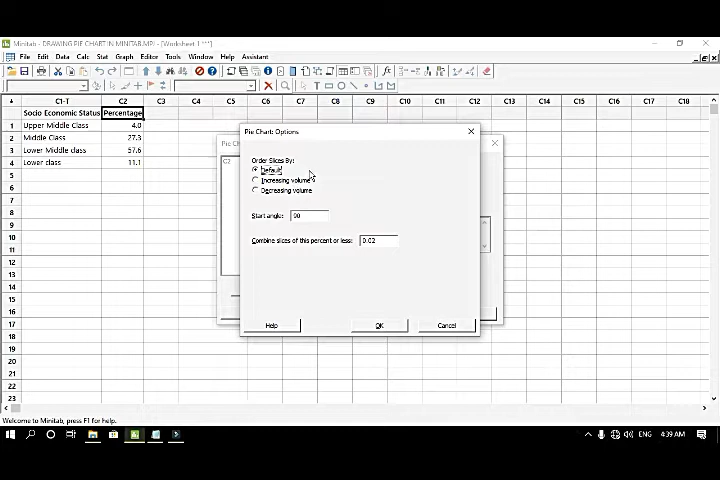 Minitab - DRAWING PIE CHART IN MINITAB.MPJ - [Worksheet 1 ***]
File Edit Data Calc Stat Graph Editor Tools Window Help Assistant
C1-T C2 C3 C4 C5 C6 C7 C8 C9 C10 C11 C12 C13 C14 C15 C16 C17 C18
Socio Economic Status Percentage
1 Upper Middle Class 4.0
2 Middle Class 27.3
3 Lower Middle class 57.6
4 Lower class 11.1
5
6
7
8
9
10
11
12
13
14
15
16
17
18
19
20
21
22
23
Pie Chart: Options
Order Slices By:
Default
Increasing volume
Decreasing volume
Start angle: 90
Combine slices of this percent or less: 0.02
Help OK Cancel
C2
Welcome to Minitab, press F1 for help.
ENG 4:39 AM